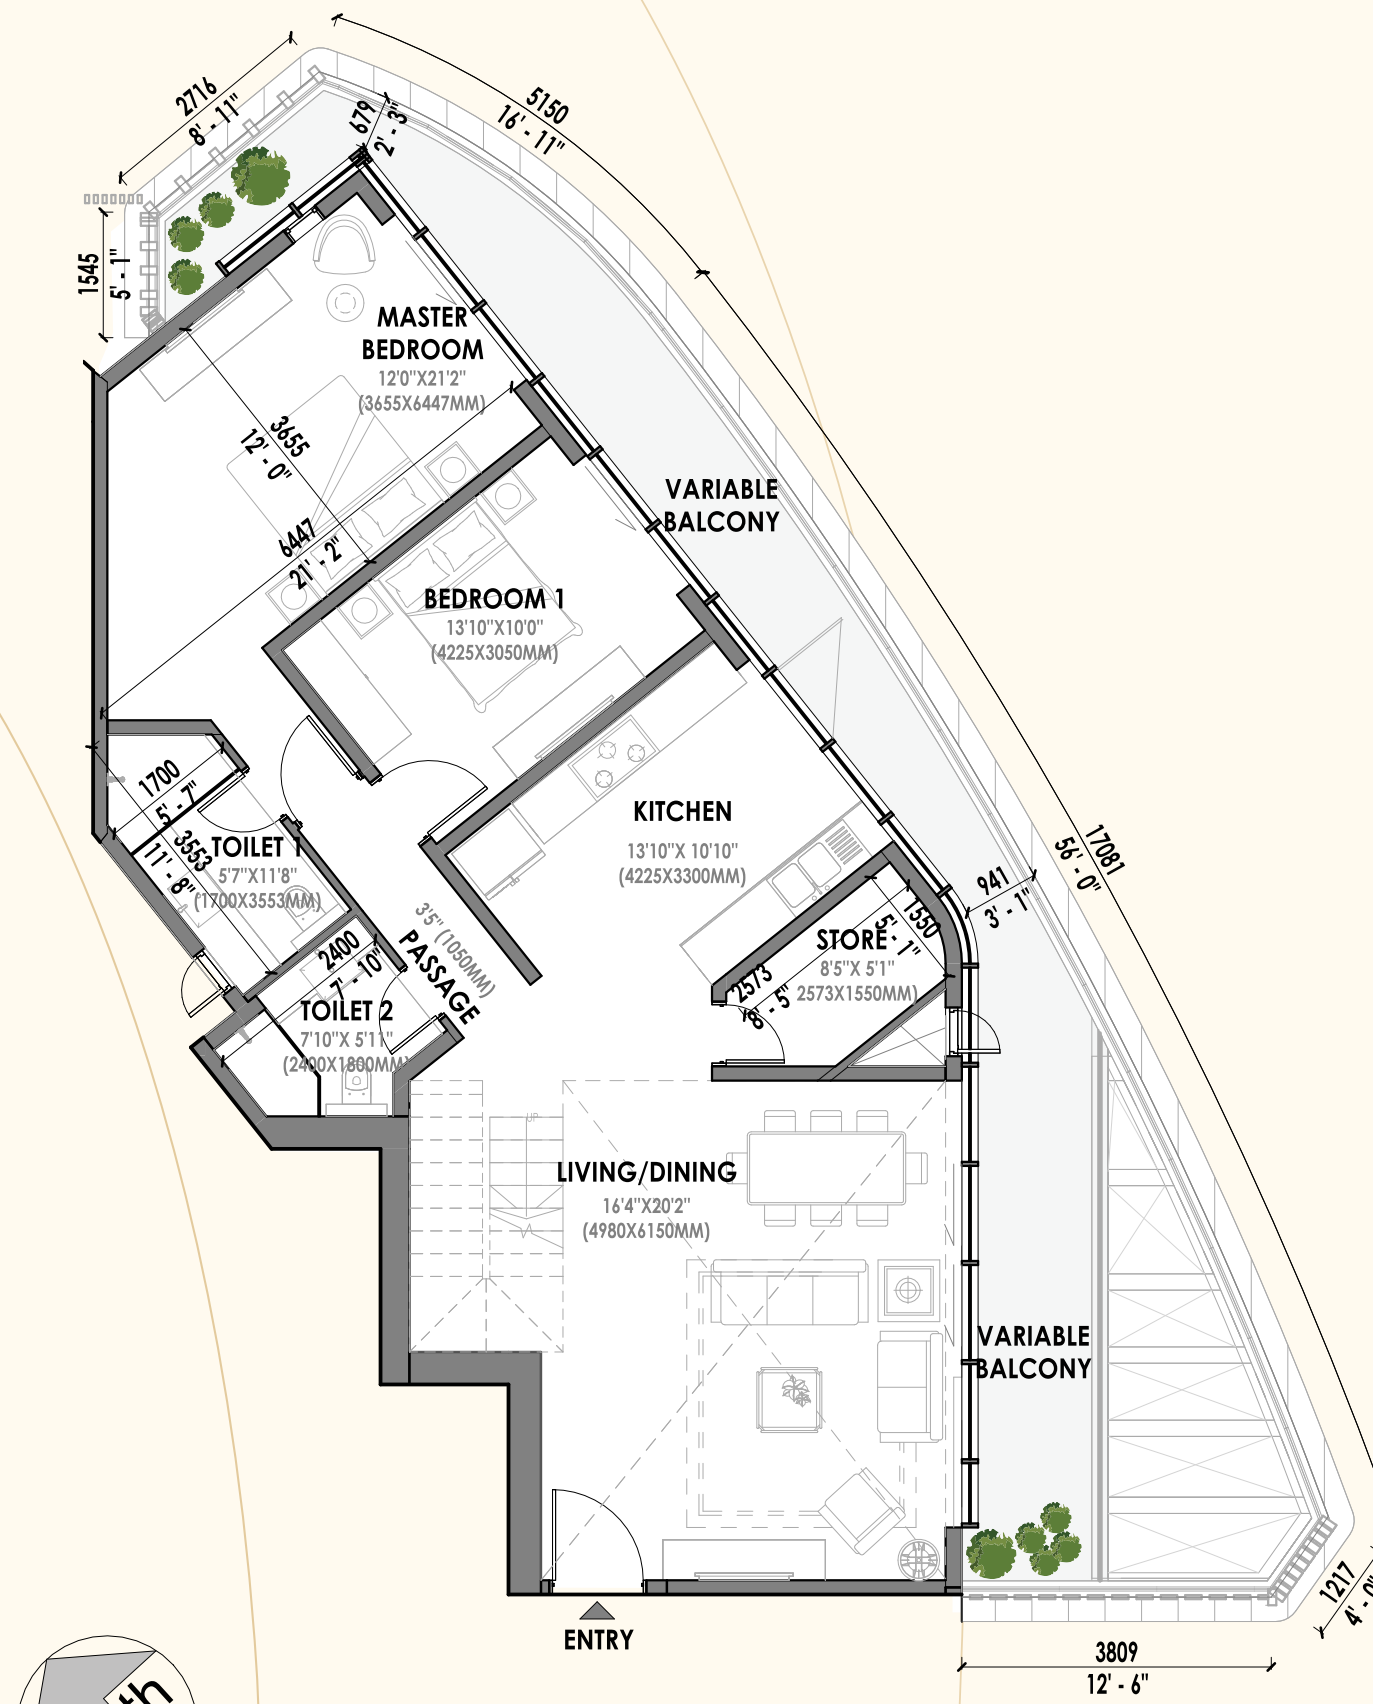 2716
8' - 11"
679
2' - 3"
5150
16' - 11"
1545
5' - 1"
MASTER
BEDROOM
12'0"X21'2"
(3655X6447MM)
3655
12' - 0"
6447
21' - 2"
VARIABLE
BALCONY
BEDROOM 1
13'10"X10'0"
(4225X3050MM)
1700
5' - 7"
3553
11' - 8"
TOILET 1
5'7"X11'8"
(1700X3553MM)
KITCHEN
13'10"X 10'10"
(4225X3300MM)
17081
56' - 0"
941
3' - 1"
1550
5' - 1"
STORE
8'5"X 5'1"
2573X1550MM)
2573
8' - 5"
3'5" (1050MM)
PASSAGE
2400
7' - 10"
TOILET 2
7'10"X 5'11"
(2400X1800MM)
UP
LIVING/DINING
16'4"X20'2"
(4980X6150MM)
VARIABLE
BALCONY
1217
4' - 0"
ENTRY
3809
12' - 6"
th